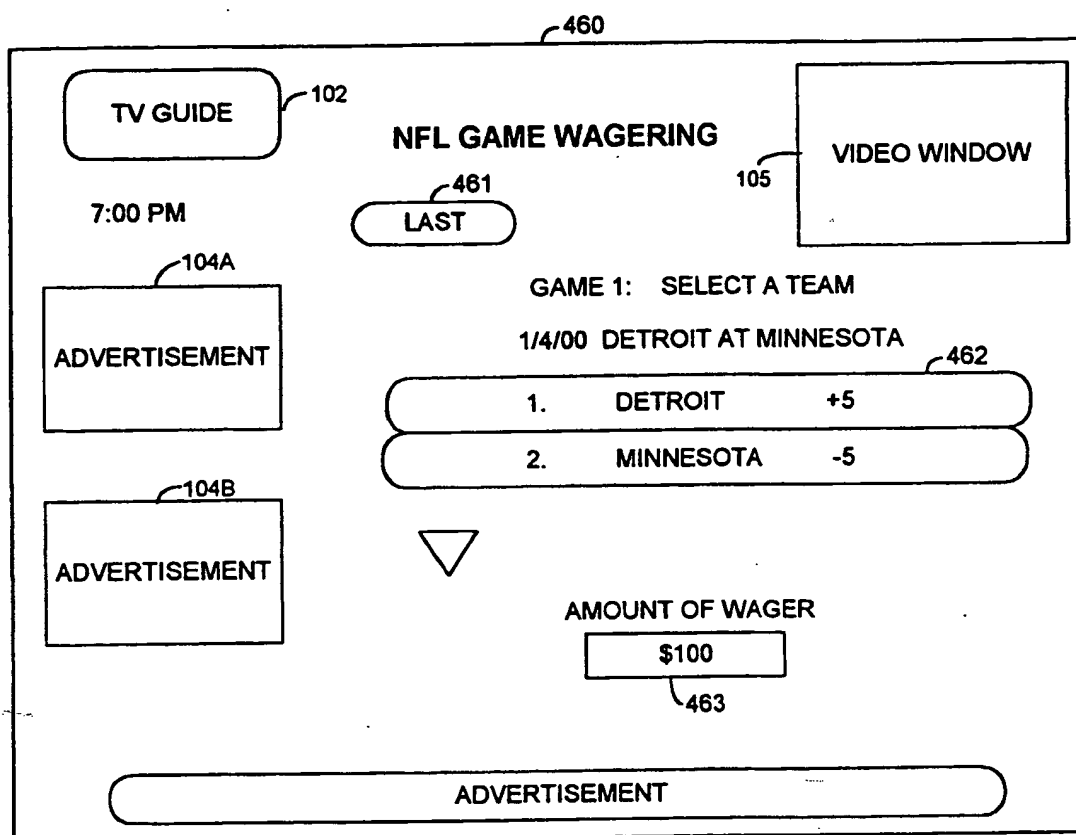 460
TV GUIDE
102
NFL GAME WAGERING
VIDEO WINDOW
105
7:00 PM
461
LAST
104A
ADVERTISEMENT
GAME 1: SELECT A TEAM
1/4/00 DETROIT AT MINNESOTA
462
1. DETROIT +5
2. MINNESOTA -5
104B
ADVERTISEMENT
AMOUNT OF WAGER
$100
463
ADVERTISEMENT